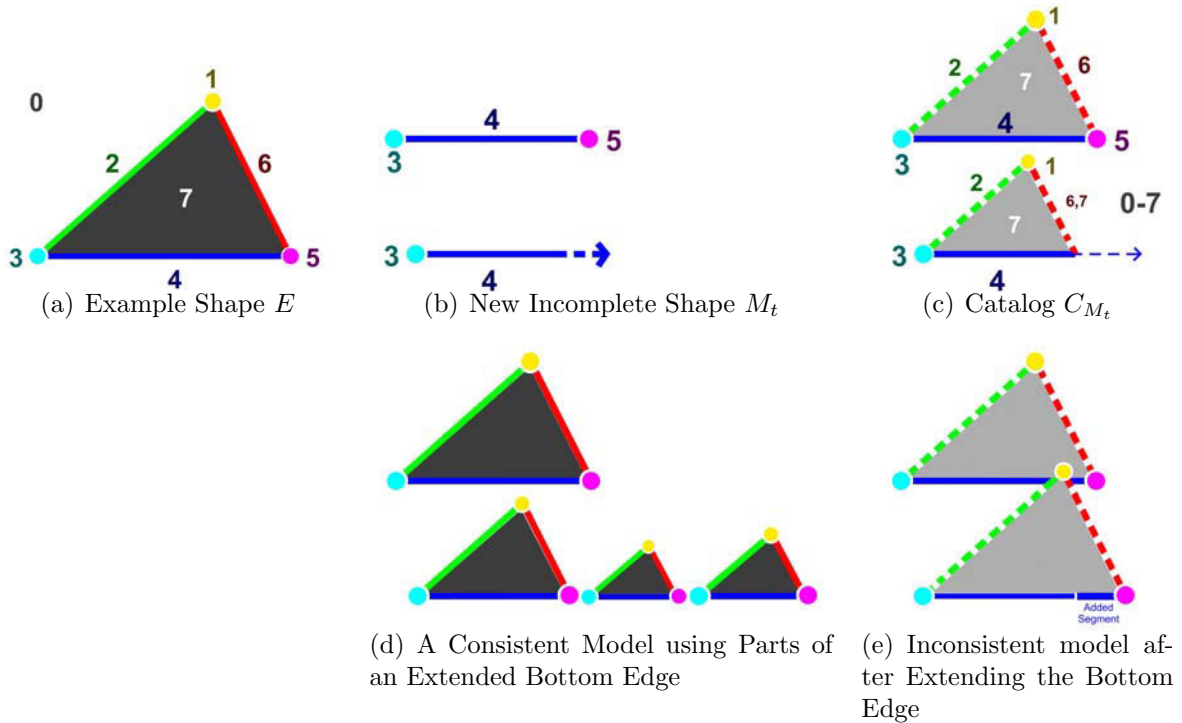 0
1
2
6
7
3
5
4
(a) Example Shape E
4
3
5
3
4
(b) New Incomplete Shape M_t
1
2
6
7
4
3
5
1
2
6,7
0-7
7
3
4
(c) Catalog C_{M_t}
(d) A Consistent Model using Parts of
an Extended Bottom Edge
Added
Segment
(e) Inconsistent model af-
ter Extending the Bottom
Edge